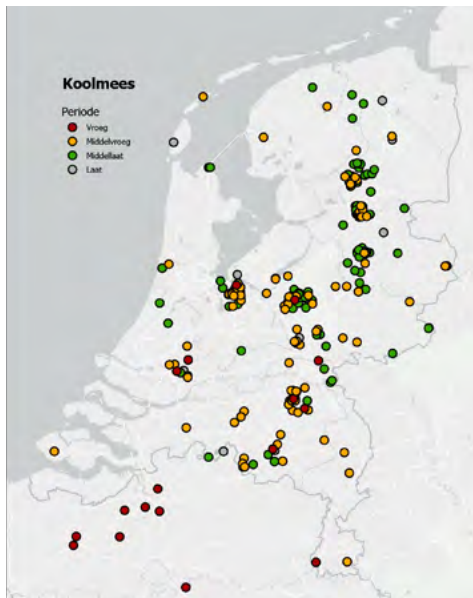 Koolmees
Periode
Vroeg
Middelvroeg
Middellaat
Laat